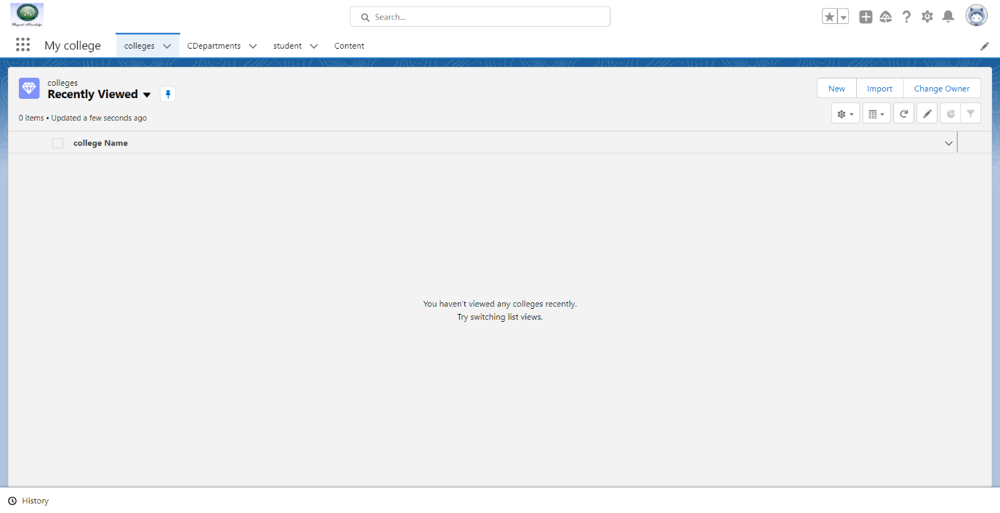 Search...
My college
colleges
CDepartments
student
Content
colleges
Recently Viewed
New
Import
Change Owner
0 items • Updated a few seconds ago
college Name
You haven't viewed any colleges recently.
Try switching list views.
History